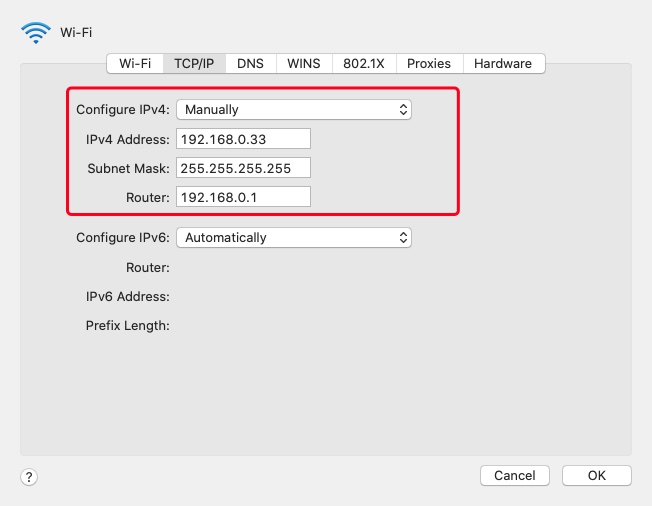 Wi-Fi
Wi-Fi TCP/IP DNS WINS 802.1X Proxies Hardware
Configure IPv4: Manually
IPv4 Address: 192.168.0.33
Subnet Mask: 255.255.255.255
Router: 192.168.0.1
Configure IPv6: Automatically
Router:
IPv6 Address:
Prefix Length:
? Cancel OK